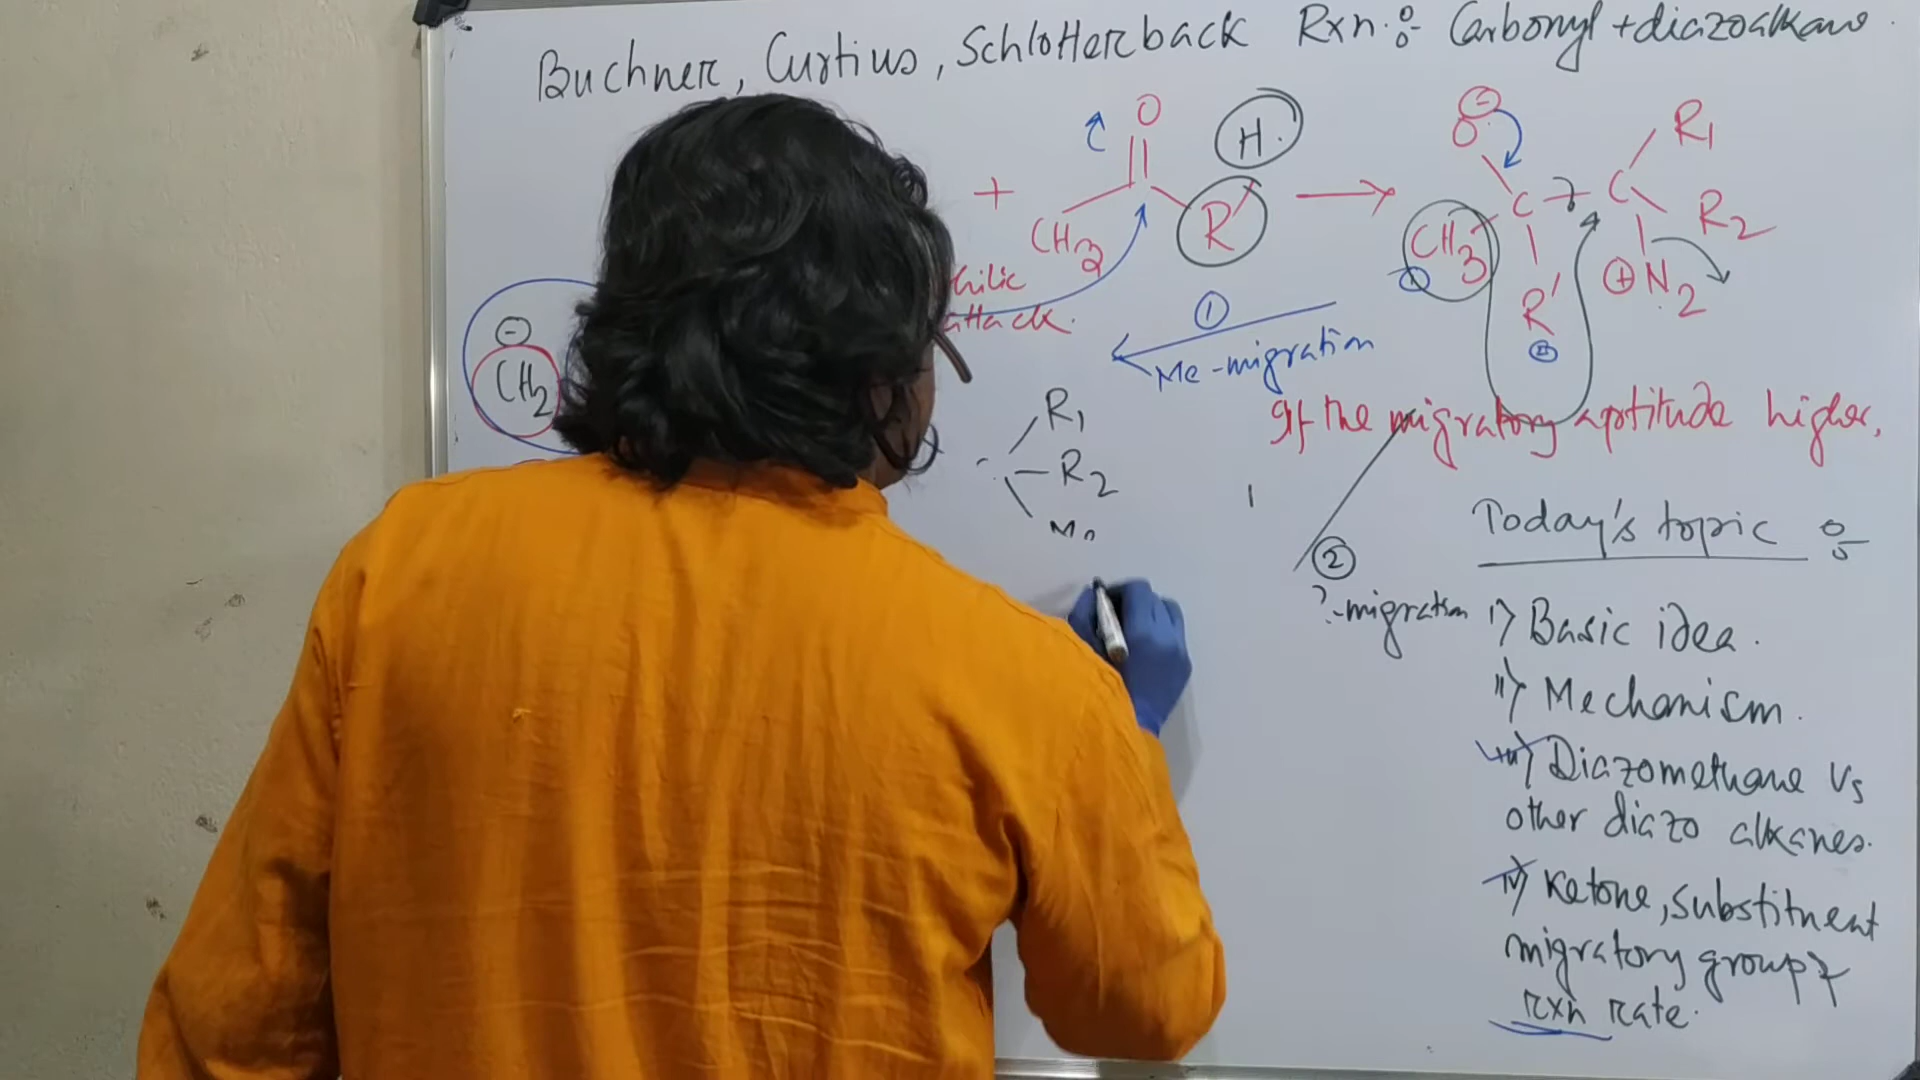 Buchner, Curtius, Schlotterback Rxn : Carbonyl + diazoalkane.
+
O
CH3
R'
H.
O
CH3
C
R'
C
R1
R2
N2
attack.
1
Me-migration
CH2
R1
R2
If the migratory aptitude higher,
2
?-migration
Today's topic :
i) Basic idea.
ii) Mechanism.
iii) Diazomethane Vs
other diazo alkanes.
iv) Ketone, Substituent
migratory group &
rxn rate.